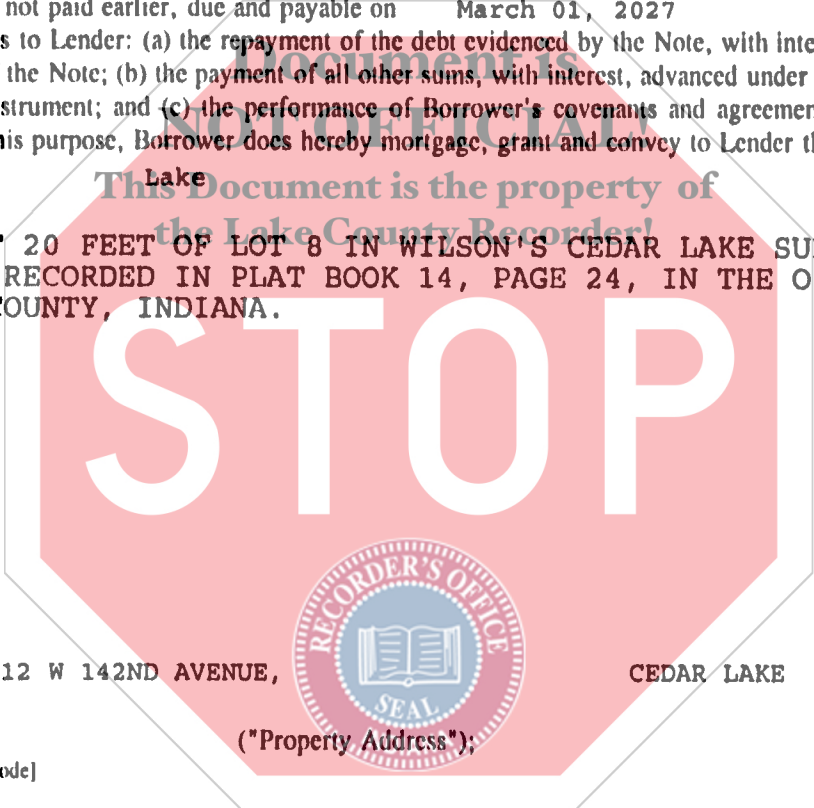 not paid earlier, due and payable on March 01, 2027
s to Lender: (a) the repayment of the debt evidenced by the Note, with inte
the Note; (b) the payment of all other sums, with interest, advanced under
strument; and (c) the performance of Borrower's covenants and agreemen
is purpose, Borrower does hereby mortgage, grant and convey to Lender th
Lake
Document is
NOT OFFICIAL!
This Document is the property of
the Lake County Recorder!
20 FEET OF LOT 8 IN WILSON'S CEDAR LAKE SU
RECORDED IN PLAT BOOK 14, PAGE 24, IN THE O
OUNTY, INDIANA.
STOP
RECORDER'S OFFICE
SEAL
12 W 142ND AVENUE, CEDAR LAKE
("Property Address");
ode]